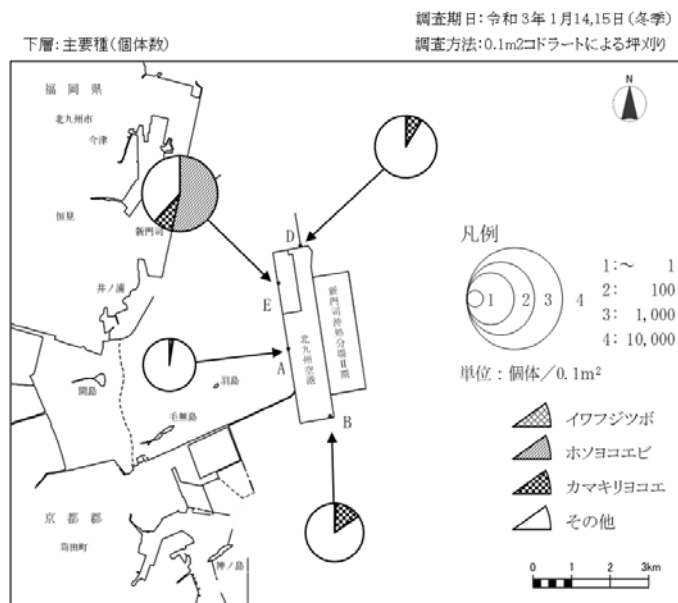 調査期日:令和3年1月14,15日(冬季)
下層:主要種(個体数)
調査方法:0.1m2コドラートによる坪刈り
福岡県
北九州市
今津
恒見
新門司
井ノ浦
間島
羽島
毛無島
京都郡
苅田町
神ノ島
N
D
E
A
B
新門司沖処分場Ⅱ期
北九州空港
凡例
1 2 3 4
1:~ 1
2: 100
3: 1,000
4: 10,000
単位:個体/0.1m²
イワフジツボ
ホソヨコエビ
カマキリヨコエ
その他
0 1 2 3km